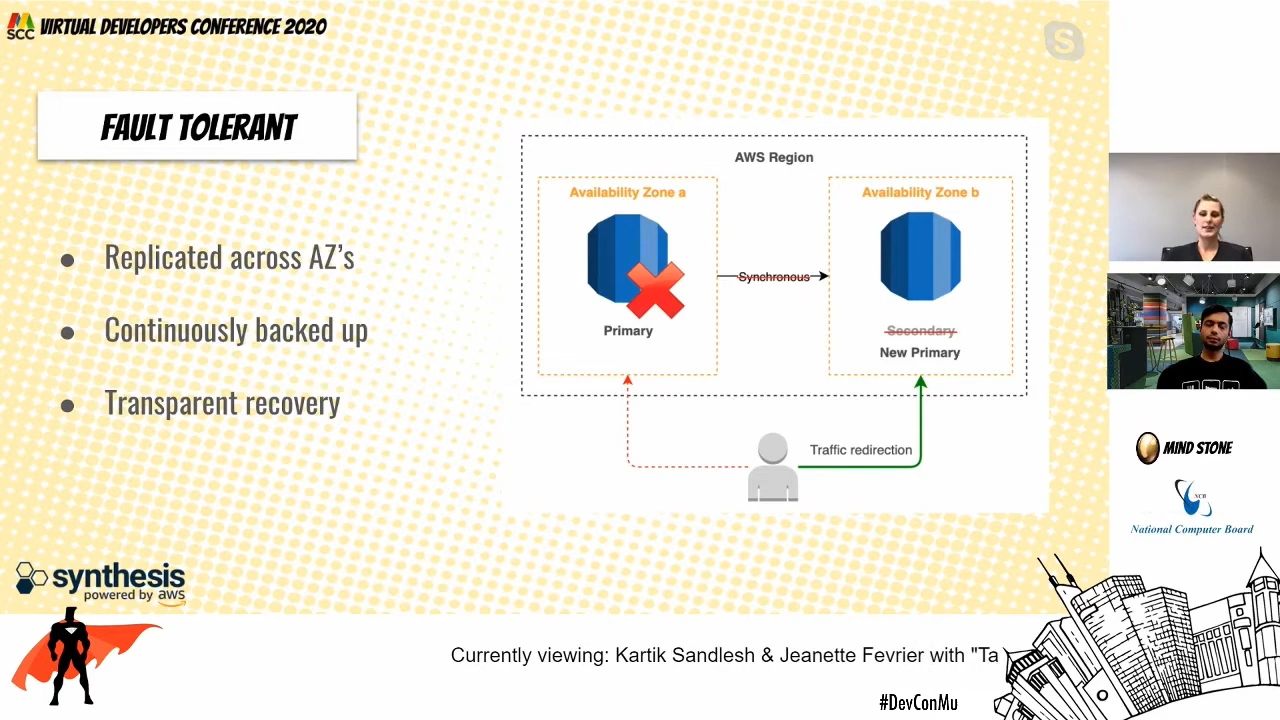 SCC VIRTUAL DEVELOPERS CONFERENCE 2020
S
FAULT TOLERANT
● Replicated across AZ’s
● Continuously backed up
● Transparent recovery
AWS Region
Availability Zone a
Availability Zone b
Synchronous
Primary
Secondary
New Primary
Traffic redirection
MIND STONE
NCB
National Computer Board
synthesis
powered by aws
Currently viewing: Kartik Sandlesh & Jeanette Fevrier with "Ta
#DevConMu